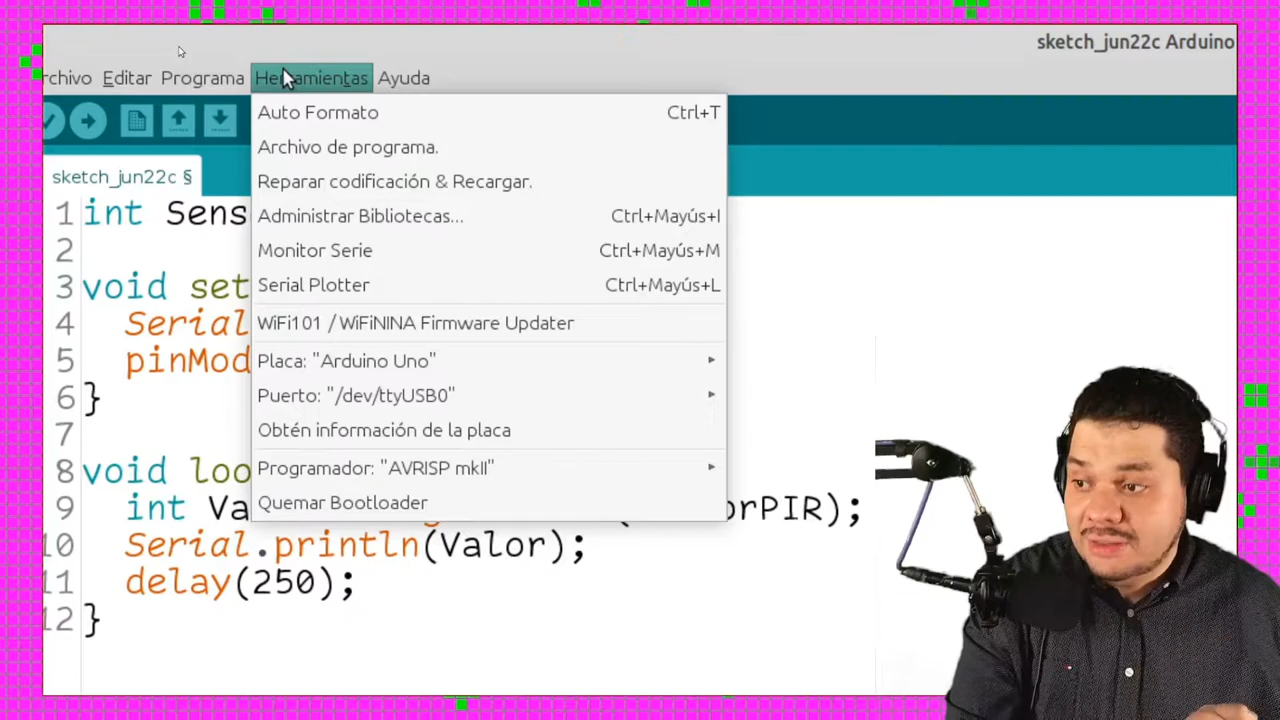 sketch_jun22c Arduino
rchivo Editar Programa Herramientas Ayuda
Auto Formato Ctrl+T
Archivo de programa.
sketch_jun22c §
Reparar codificación & Recargar.
1 int Sens
Administrar Bibliotecas... Ctrl+Mayús+I
2
Monitor Serie Ctrl+Mayús+M
3 void set
Serial Plotter Ctrl+Mayús+L
4 Serial
WiFi101 / WiFiNINA Firmware Updater
5 pinMod
Placa: "Arduino Uno"
6 }
Puerto: "/dev/ttyUSB0"
7
Obtén información de la placa
8 void loo
Programador: "AVRISP mkII"
9 int Va orPIR);
Quemar Bootloader
10 Serial.println(Valor);
11 delay(250);
12 }